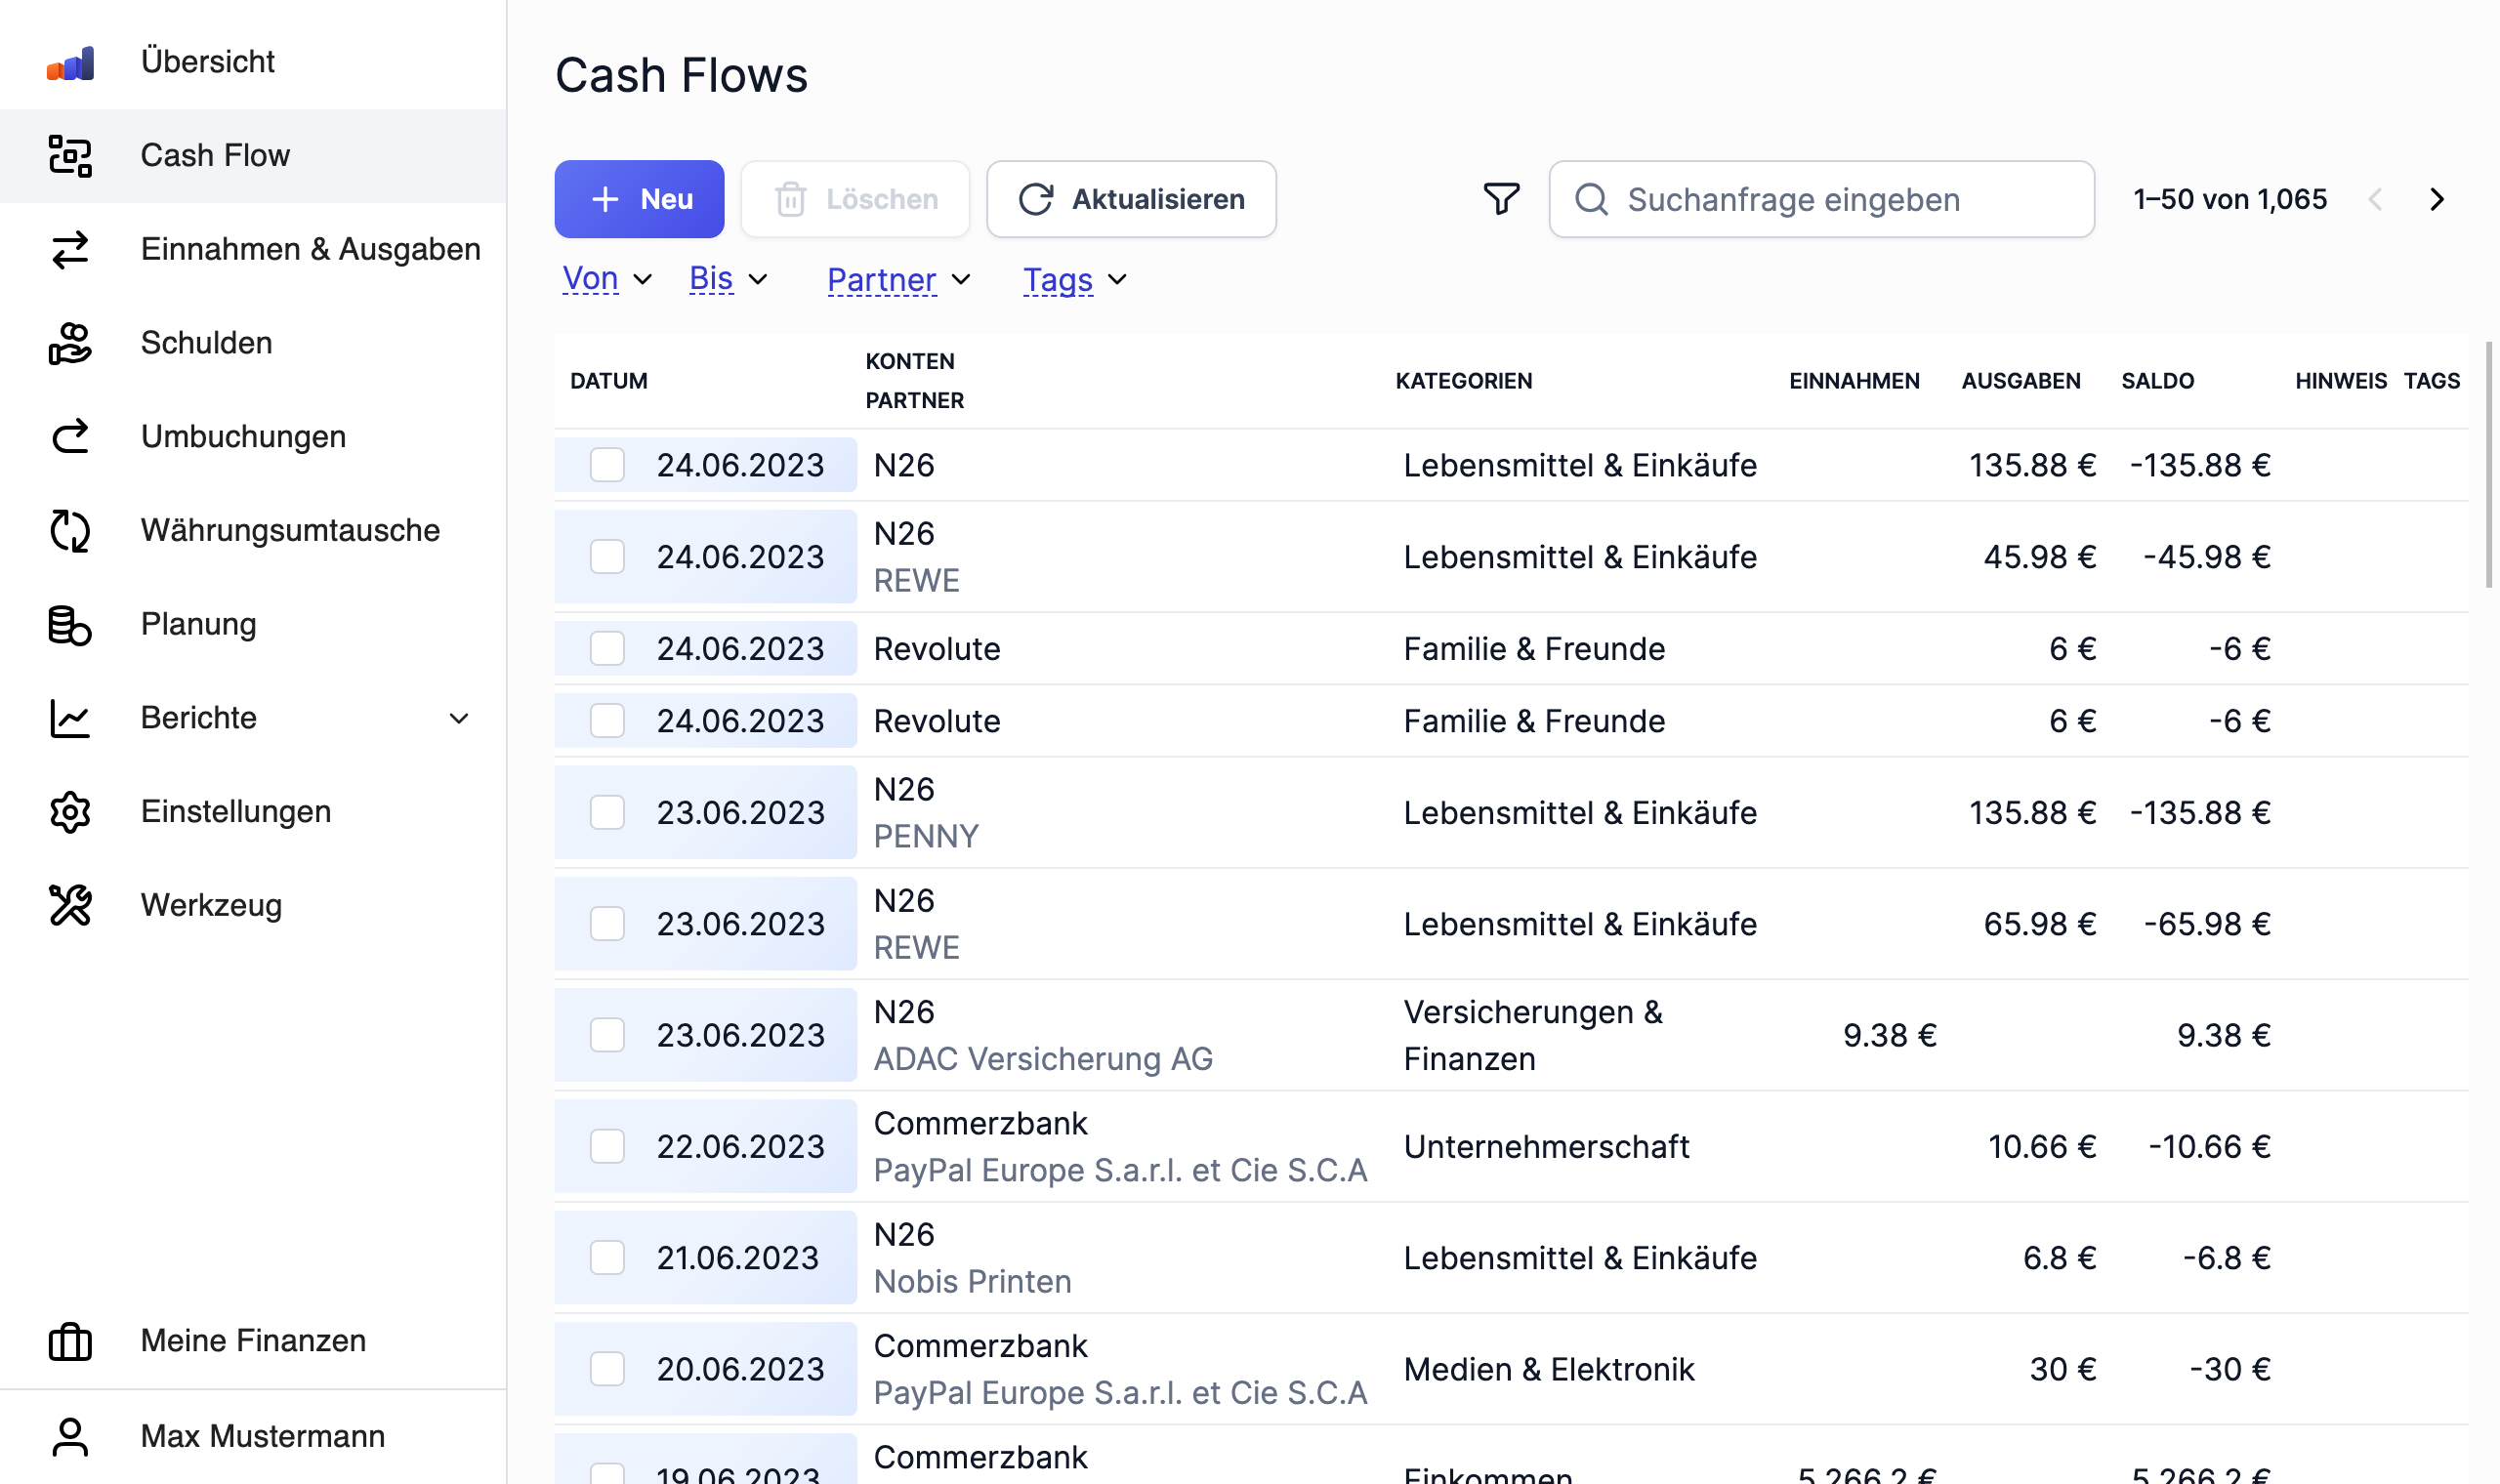 Übersicht
Cash Flow
Einnahmen & Ausgaben
Schulden
Umbuchungen
Währungsumtausche
Planung
Berichte
Einstellungen
Werkzeug
Meine Finanzen
Max Mustermann
Cash Flows
Neu Löschen Aktualisieren Suchanfrage eingeben 1–50 von 1,065
Von Bis Partner Tags
DATUM KONTEN PARTNER KATEGORIEN EINNAHMEN AUSGABEN SALDO HINWEIS TAGS
24.06.2023 N26 Lebensmittel & Einkäufe 135.88 € -135.88 €
24.06.2023 N26 REWE Lebensmittel & Einkäufe 45.98 € -45.98 €
24.06.2023 Revolute Familie & Freunde 6 € -6 €
24.06.2023 Revolute Familie & Freunde 6 € -6 €
23.06.2023 N26 PENNY Lebensmittel & Einkäufe 135.88 € -135.88 €
23.06.2023 N26 REWE Lebensmittel & Einkäufe 65.98 € -65.98 €
23.06.2023 N26 ADAC Versicherung AG Versicherungen & Finanzen 9.38 € 9.38 €
22.06.2023 Commerzbank PayPal Europe S.a.r.l. et Cie S.C.A Unternehmerschaft 10.66 € -10.66 €
21.06.2023 N26 Nobis Printen Lebensmittel & Einkäufe 6.8 € -6.8 €
20.06.2023 Commerzbank PayPal Europe S.a.r.l. et Cie S.C.A Medien & Elektronik 30 € -30 €
19.06.2023 Commerzbank Einkommen 5,266.2 € 5,266.2 €